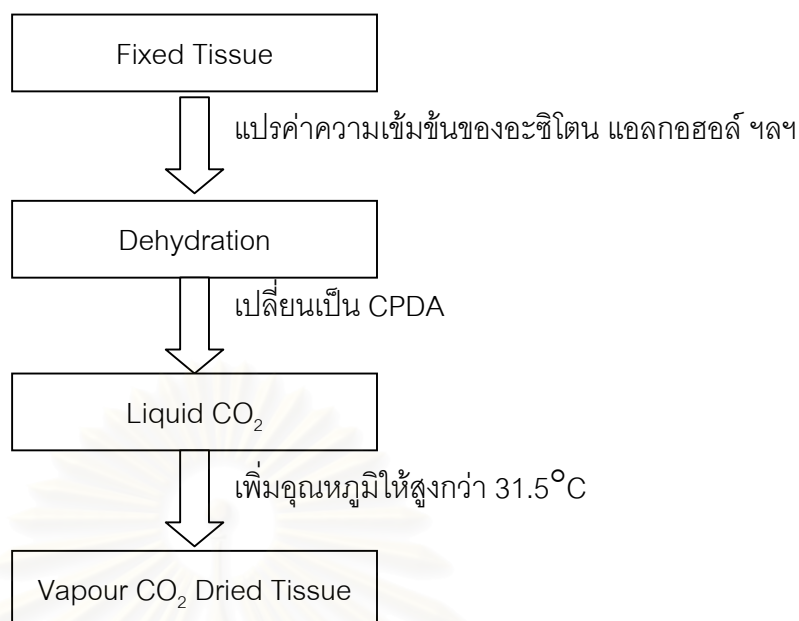 Fixed Tissue
แปรค่าความเข้มข้นของอะซิโตน แอลกอฮอล์ ฯลฯ
Dehydration
เปลี่ยนเป็น CPDA
Liquid CO₂
เพิ่มอุณหภูมิให้สูงกว่า 31.5°C
Vapour CO₂ Dried Tissue